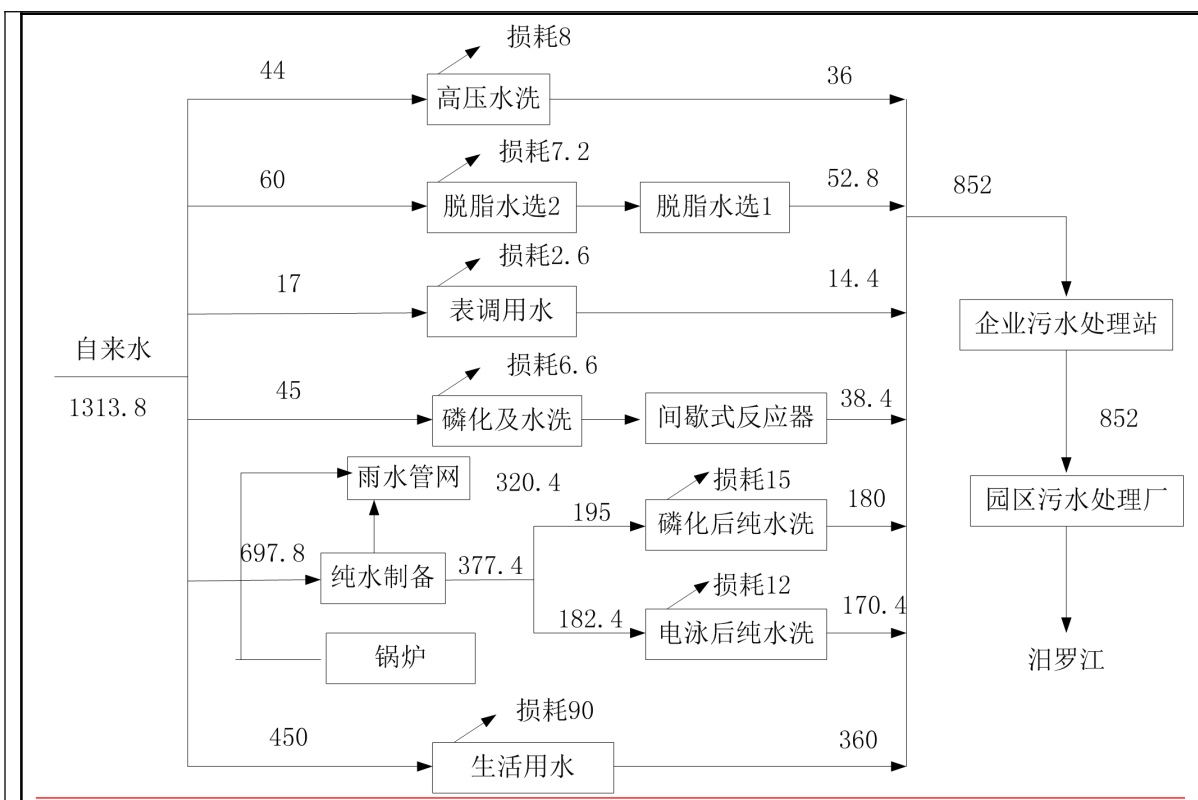 损耗8
44
36
高压水洗
损耗7.2
60
52.8
852
脱脂水选2
脱脂水选1
损耗2.6
17
14.4
表调用水
企业污水处理站
自来水
1313.8
损耗6.6
45
38.4
磷化及水洗
间歇式反应器
852
雨水管网
320.4
损耗15
195
180
磷化后纯水洗
园区污水处理厂
697.8
纯水制备
377.4
损耗12
182.4
170.4
电泳后纯水洗
锅炉
汨罗江
损耗90
450
360
生活用水